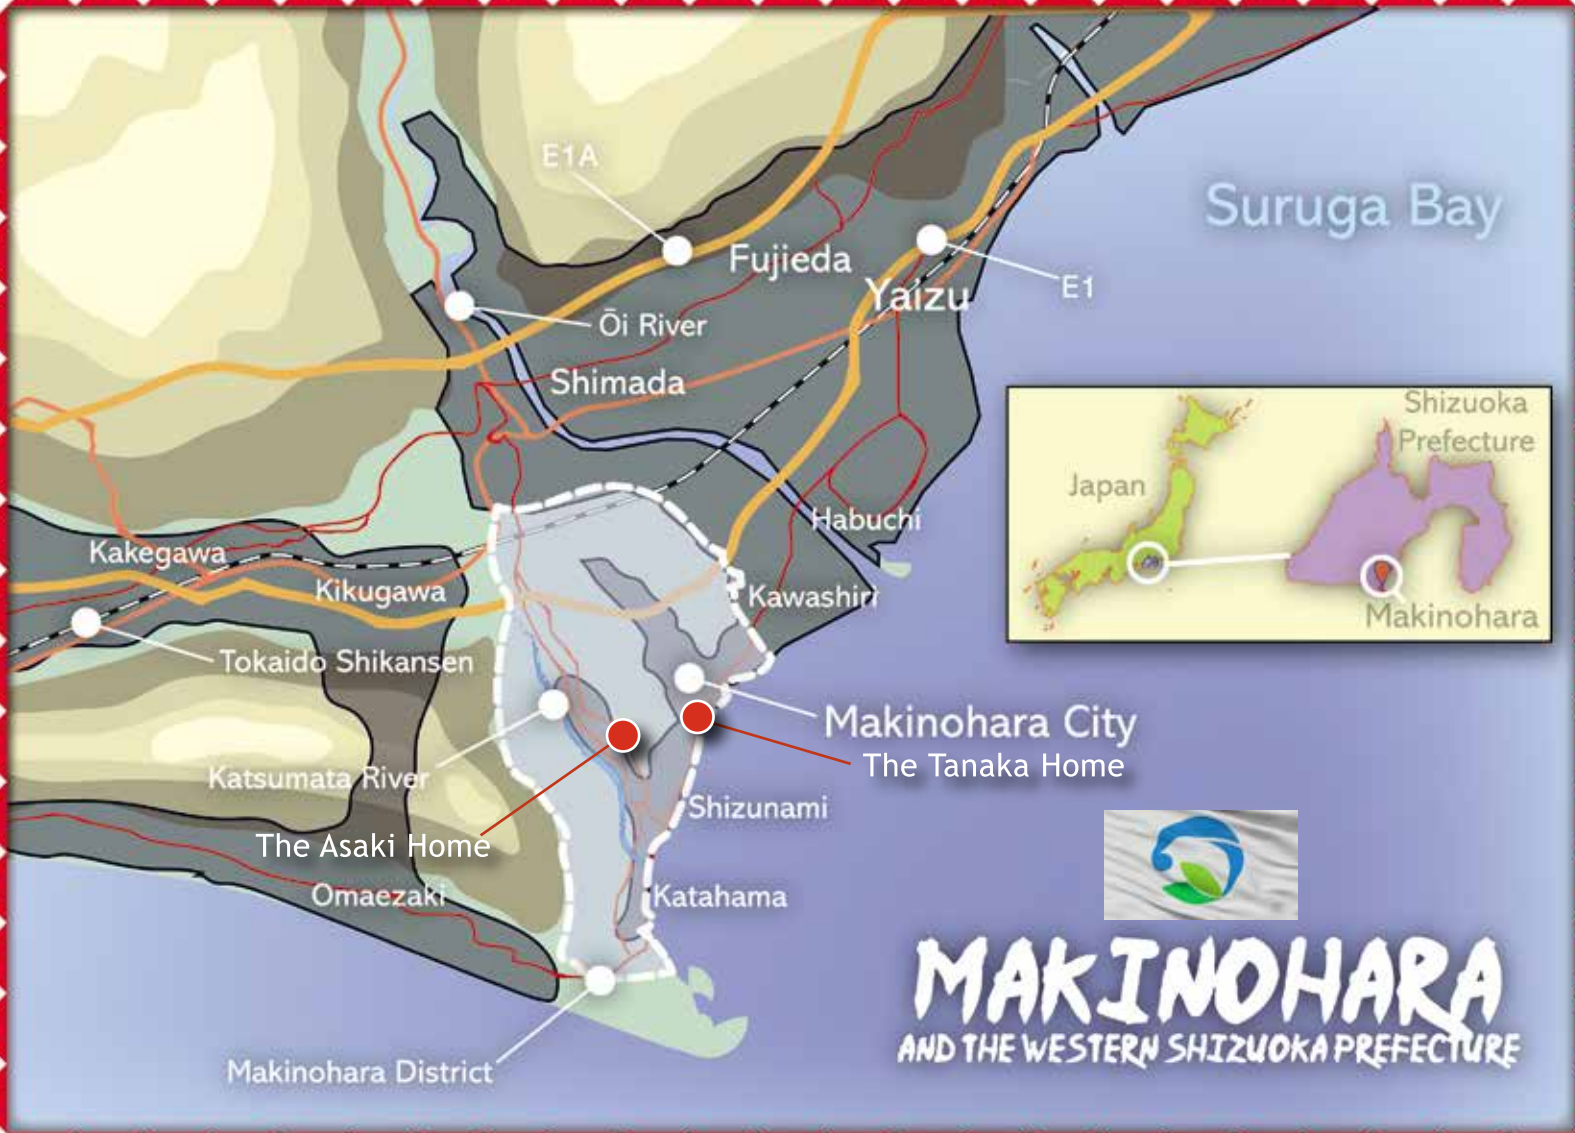 E1A
Suruga Bay
Fujieda
E1
Yaizu
Ōi River
Shimada
Shizuoka
Prefecture
Japan
Habuchi
Kakegawa
Kikugawa
Kawashiri
Makinohara
Tokaido Shikansen
Makinohara City
The Tanaka Home
Katsumata River
Shizunami
The Asaki Home
Omaezaki
Katahama
MAKINOHARA
AND THE WESTERN SHIZUOKA PREFECTURE
Makinohara District